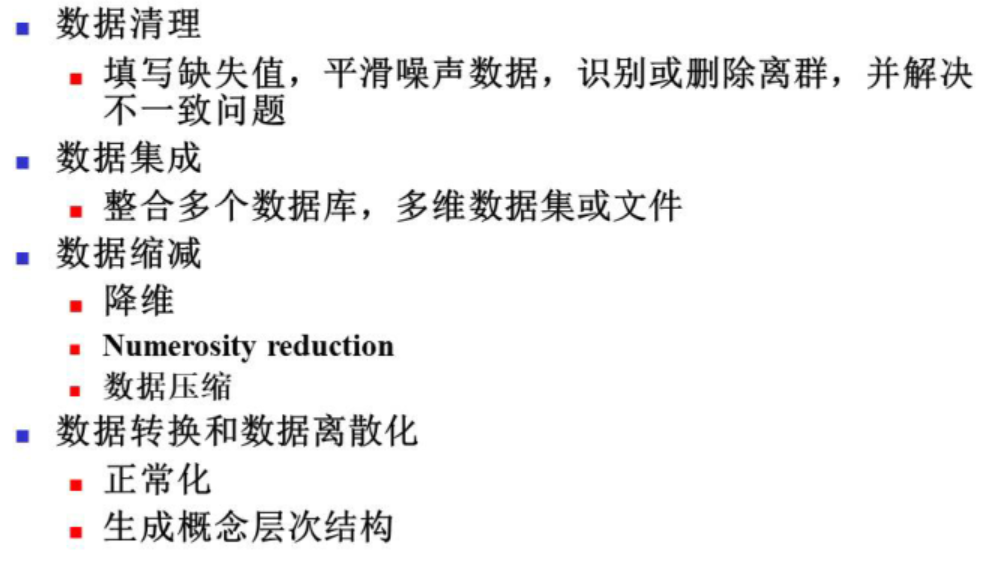 数据清理
填写缺失值，平滑噪声数据，识别或删除离群，并解决
不一致问题
数据集成
整合多个数据库，多维数据集或文件
数据缩减
降维
Numerosity reduction
数据压缩
数据转换和数据离散化
正常化
生成概念层次结构